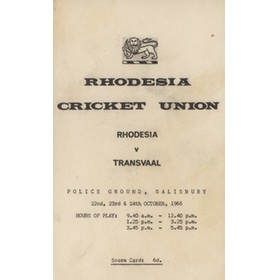 RHODESIA
CRICKET UNION
RHODESIA
v
TRANSVAAL
POLICE GROUND, SALISBURY
22nd, 23rd & 24th OCTOBER, 1966
HOURS OF PLAY: 9.40 a.m. - 12.40 p.m.
1.25 p.m. - 3.25 p.m.
3.45 p.m. - 5.45 p.m.
Score Card: 6d.